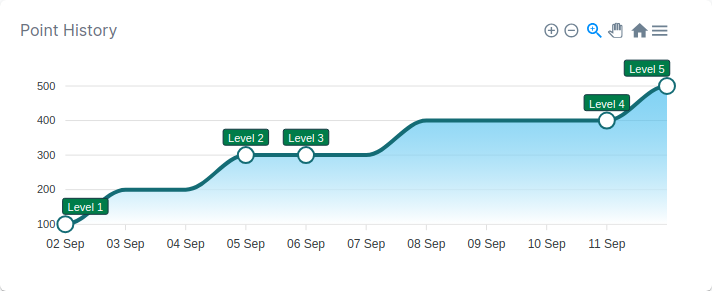 Point History
Level 5
500
Level 4
400
Level 2 Level 3
300
200
Level 1
100
02 Sep 03 Sep 04 Sep 05 Sep 06 Sep 07 Sep 08 Sep 09 Sep 10 Sep 11 Sep